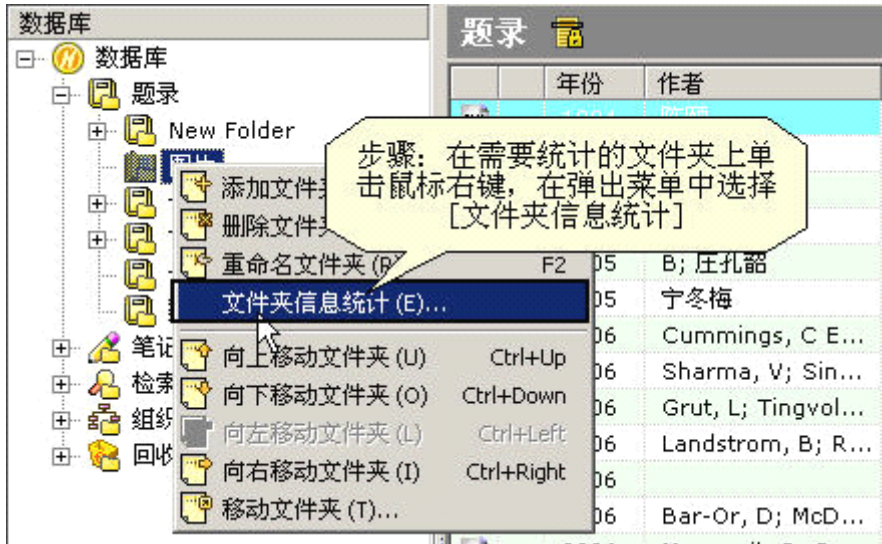 数据库
数据库
题录
New Folder
笔记
检索
组织
题录
年份
作者
步骤：在需要统计的文件夹上单
击鼠标右键，在弹出菜单中选择
[文件夹信息统计]
添加文件夹
删除文件夹
重命名文件夹(R) F2
文件夹信息统计(E)...
向上移动文件夹(U) Ctrl+Up
向下移动文件夹(O) Ctrl+Down
向左移动文件夹(L) Ctrl+Left
向右移动文件夹(I) Ctrl+Right
移动文件夹(T)...
05 B; 庄孔韶
05 宁冬梅
06 Cummings, C E...
06 Sharma, V; Sin...
06 Grut, L; Tingvol...
06 Landstrom, B; R...
06
06 Bar-Or, D; McD...